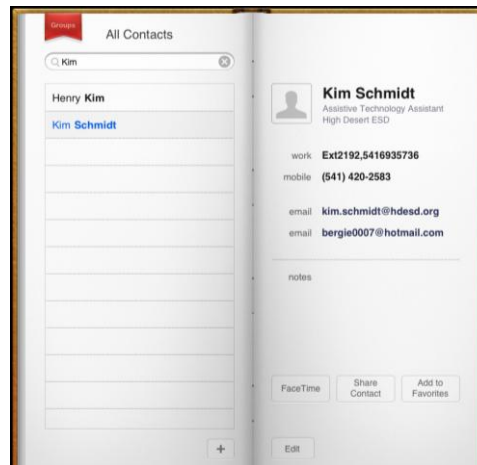 Groups
All Contacts
Kim
Henry Kim
Kim Schmidt
+
Kim Schmidt
Assistive Technology Assistant
High Desert ESD
work Ext2192,5416935736
mobile (541) 420-2583
email kim.schmidt@hdesd.org
email bergie0007@hotmail.com
notes
FaceTime
Share
Contact
Add to
Favorites
Edit